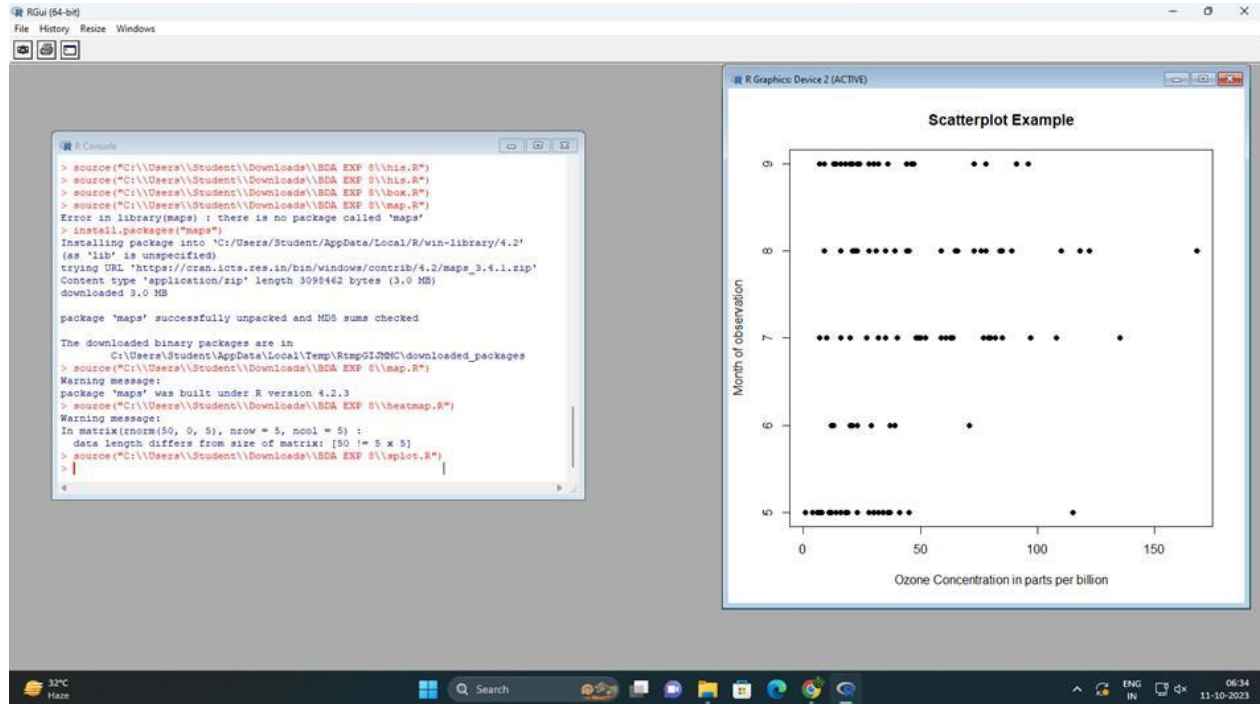 RGui (64-bit)
File History Resize Windows
R Console
> source("C:\\Users\\Student\\Downloads\\BDA EXP 8\\his.R")
> source("C:\\Users\\Student\\Downloads\\BDA EXP 8\\his.R")
> source("C:\\Users\\Student\\Downloads\\BDA EXP 8\\box.R")
> source("C:\\Users\\Student\\Downloads\\BDA EXP 8\\map.R")
Error in library(maps) : there is no package called ‘maps’
> install.packages("maps")
Installing package into ‘C:/Users/Student/AppData/Local/R/win-library/4.2’
(as ‘lib’ is unspecified)
trying URL 'https://cran.icts.res.in/bin/windows/contrib/4.2/maps_3.4.1.zip'
Content type 'application/zip' length 3098462 bytes (3.0 MB)
downloaded 3.0 MB
package ‘maps’ successfully unpacked and MD5 sums checked
The downloaded binary packages are in
C:\Users\Student\AppData\Local\Temp\RtmpGIJMMC\downloaded_packages
> source("C:\\Users\\Student\\Downloads\\BDA EXP 8\\map.R")
Warning message:
package ‘maps’ was built under R version 4.2.3
> source("C:\\Users\\Student\\Downloads\\BDA EXP 8\\heatmap.R")
Warning message:
In matrix(rnorm(50, 0, 5), nrow = 5, ncol = 5) :
data length differs from size of matrix: [50 != 5 x 5]
> source("C:\\Users\\Student\\Downloads\\BDA EXP 8\\splot.R")
>
R Graphics: Device 2 (ACTIVE)
Scatterplot Example
Month of observation
9
8
7
6
5
0 50 100 150
Ozone Concentration in parts per billion
32°C
Haze
Search
ENG
IN
06:34
11-10-2023